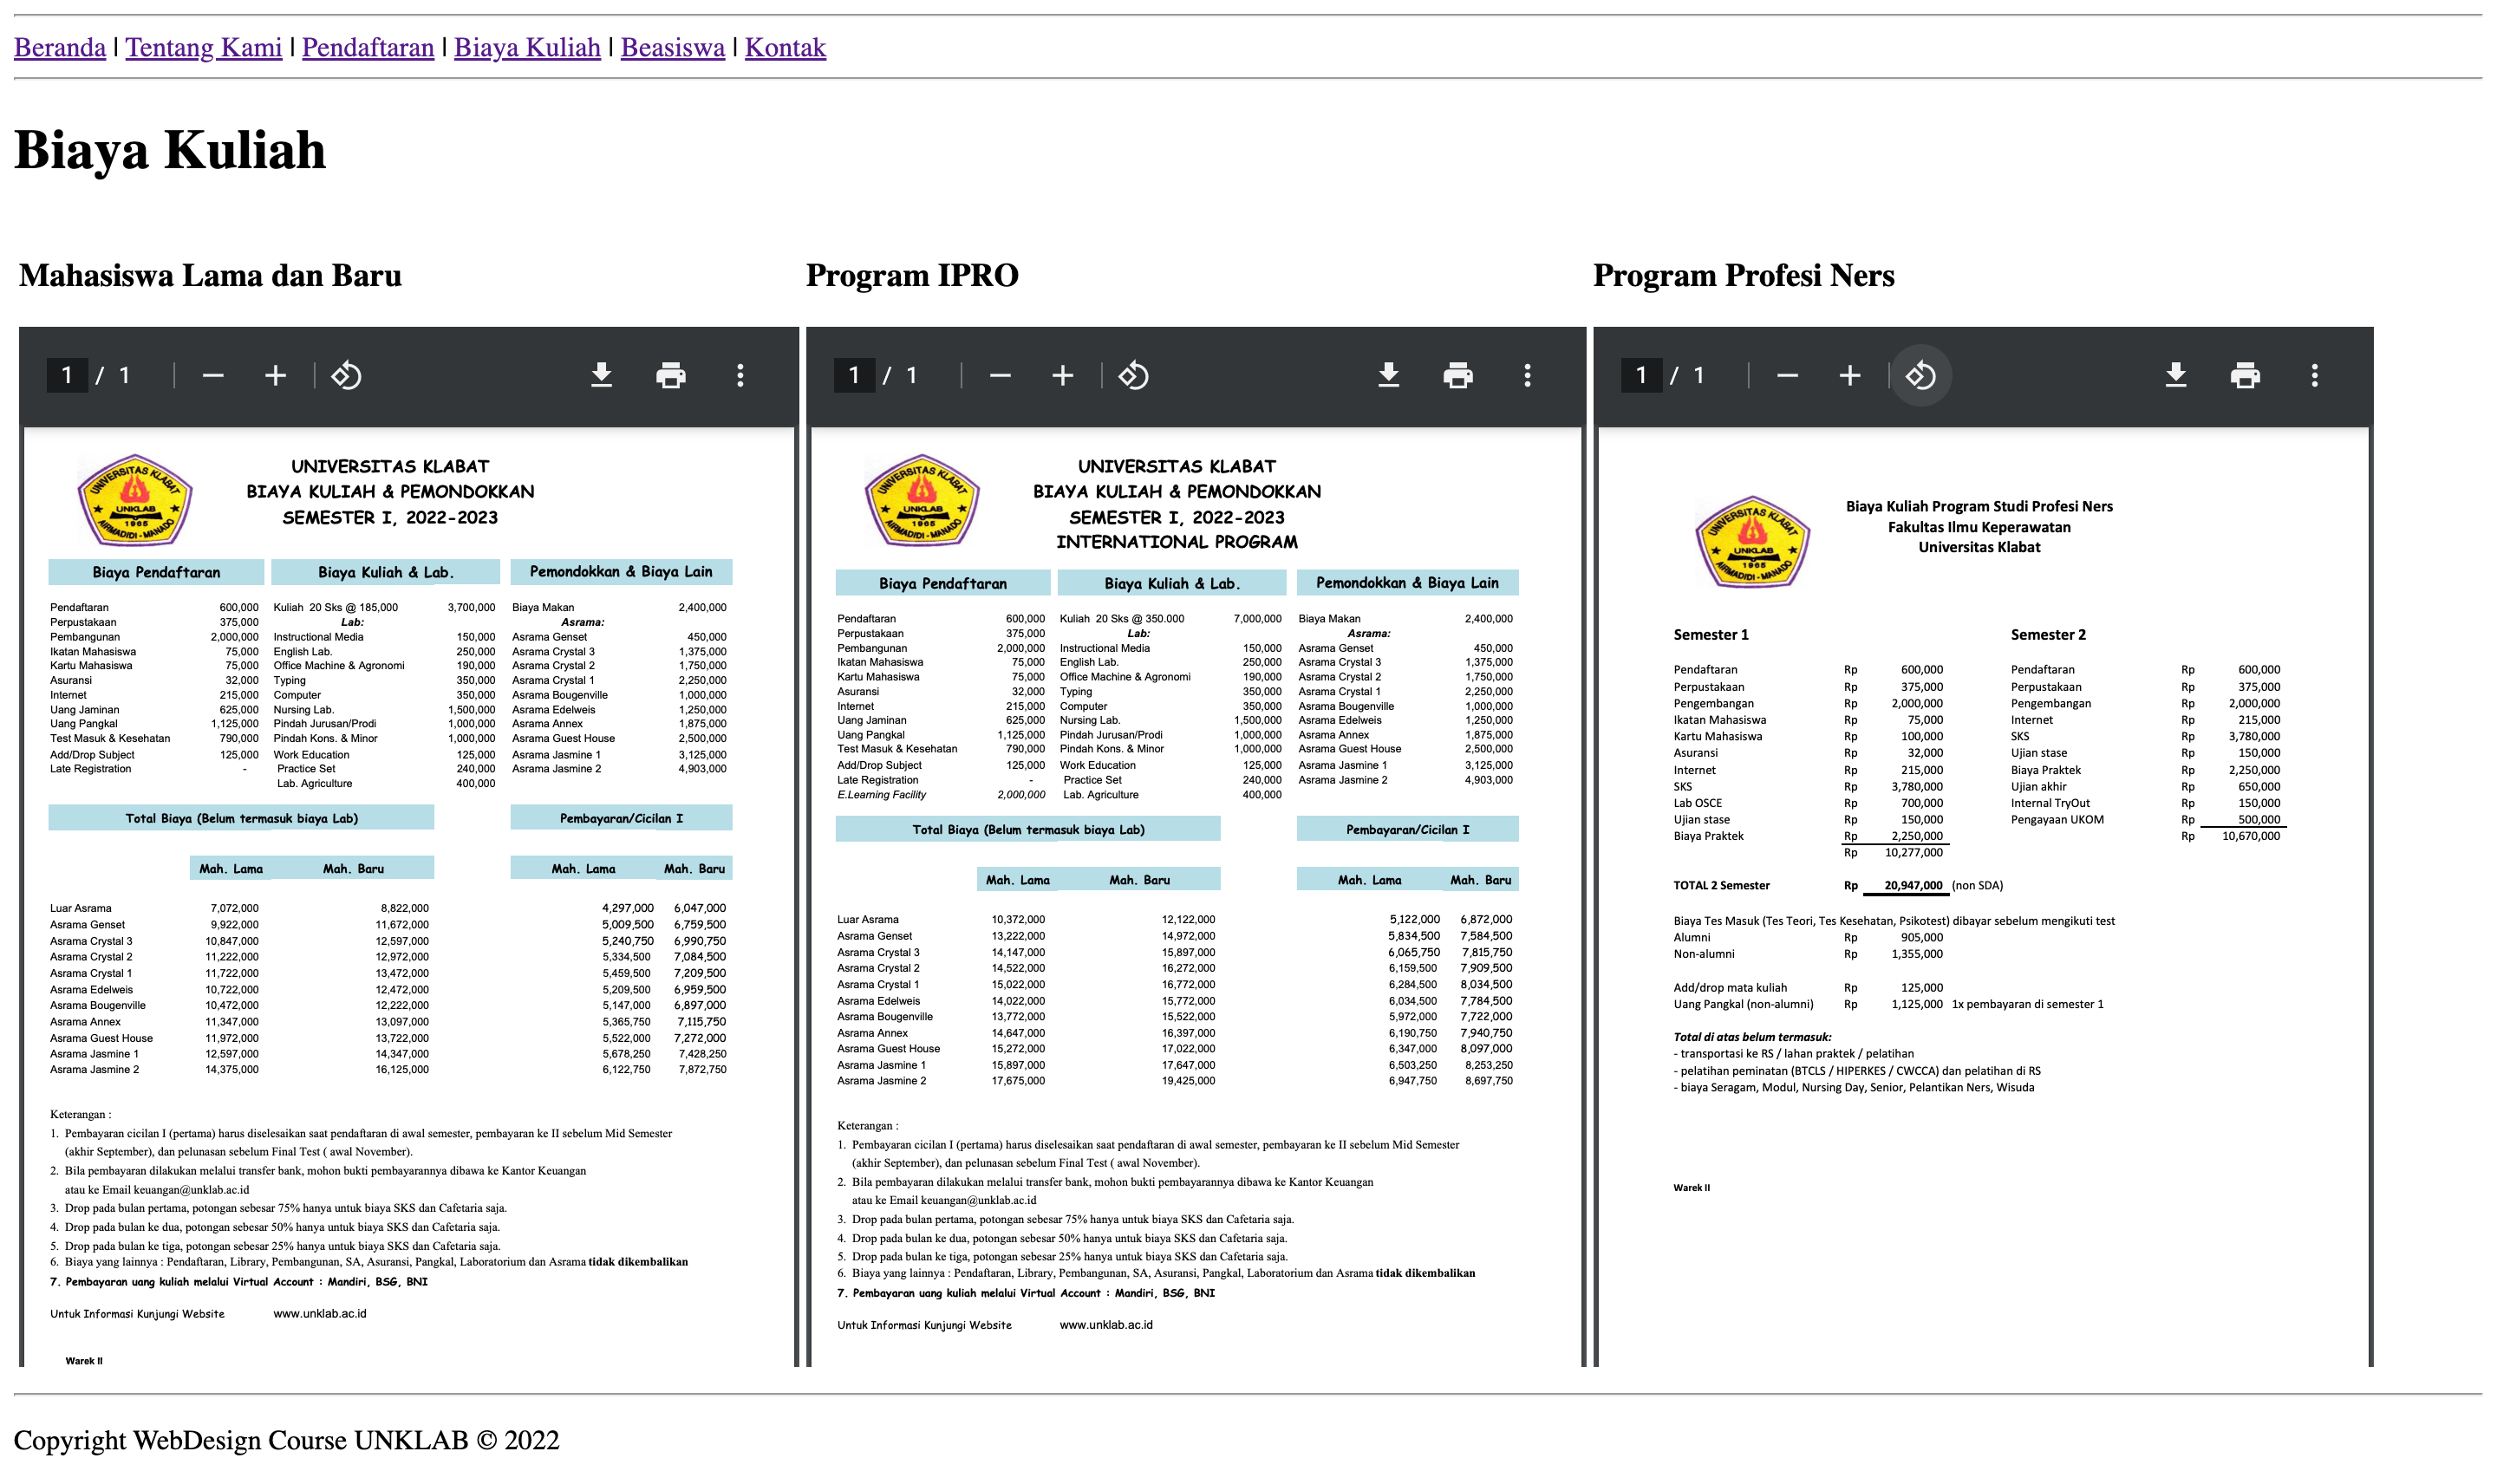 Beranda | Tentang Kami | Pendaftaran | Biaya Kuliah | Beasiswa | Kontak
Biaya Kuliah
Mahasiswa Lama dan Baru
1 / 1
UNIVERSITAS KLABAT
UNKLAB
1965
AIRMADIDI - MANADO
UNIVERSITAS KLABAT
BIAYA KULIAH & PEMONDOKKAN
SEMESTER I, 2022-2023
Biaya Pendaftaran Biaya Kuliah & Lab. Pemondokkan & Biaya Lain
Pendaftaran 600,000 Kuliah 20 Sks @ 185,000 3,700,000 Biaya Makan 2,400,000
Perpustakaan 375,000 Lab: Asrama:
Pembangunan 2,000,000 Instructional Media 150,000 Asrama Genset 450,000
Ikatan Mahasiswa 75,000 English Lab. 250,000 Asrama Crystal 3 1,375,000
Kartu Mahasiswa 75,000 Office Machine & Agronomi 190,000 Asrama Crystal 2 1,750,000
Asuransi 32,000 Typing 350,000 Asrama Crystal 1 2,250,000
Internet 215,000 Computer 350,000 Asrama Bougenville 1,000,000
Uang Jaminan 625,000 Nursing Lab. 1,500,000 Asrama Edelweis 1,250,000
Uang Pangkal 1,125,000 Pindah Jurusan/Prodi 1,000,000 Asrama Annex 1,875,000
Test Masuk & Kesehatan 790,000 Pindah Kons. & Minor 1,000,000 Asrama Guest House 2,500,000
Add/Drop Subject 125,000 Work Education 125,000 Asrama Jasmine 1 3,125,000
Late Registration - Practice Set 240,000 Asrama Jasmine 2 4,903,000
Lab. Agriculture 400,000
Total Biaya (Belum termasuk biaya Lab) Pembayaran/Cicilan I
Mah. Lama Mah. Baru Mah. Lama Mah. Baru
Luar Asrama 7,072,000 8,822,000 4,297,000 6,047,000
Asrama Genset 9,922,000 11,672,000 5,009,500 6,759,500
Asrama Crystal 3 10,847,000 12,597,000 5,240,750 6,990,750
Asrama Crystal 2 11,222,000 12,972,000 5,334,500 7,084,500
Asrama Crystal 1 11,722,000 13,472,000 5,459,500 7,209,500
Asrama Edelweis 10,722,000 12,472,000 5,209,500 6,959,500
Asrama Bougenville 10,472,000 12,222,000 5,147,000 6,897,000
Asrama Annex 11,347,000 13,097,000 5,365,750 7,115,750
Asrama Guest House 11,972,000 13,722,000 5,522,000 7,272,000
Asrama Jasmine 1 12,597,000 14,347,000 5,678,250 7,428,250
Asrama Jasmine 2 14,375,000 16,125,000 6,122,750 7,872,750
Keterangan :
1. Pembayaran cicilan I (pertama) harus diselesaikan saat pendaftaran di awal semester, pembayaran ke II sebelum Mid Semester
(akhir September), dan pelunasan sebelum Final Test ( awal November).
2. Bila pembayaran dilakukan melalui transfer bank, mohon bukti pembayarannya dibawa ke Kantor Keuangan
atau ke Email keuangan@unklab.ac.id
3. Drop pada bulan pertama, potongan sebesar 75% hanya untuk biaya SKS dan Cafetaria saja.
4. Drop pada bulan ke dua, potongan sebesar 50% hanya untuk biaya SKS dan Cafetaria saja.
5. Drop pada bulan ke tiga, potongan sebesar 25% hanya untuk biaya SKS dan Cafetaria saja.
6. Biaya yang lainnya : Pendaftaran, Library, Pembangunan, SA, Asuransi, Pangkal, Laboratorium dan Asrama tidak dikembalikan
7. Pembayaran uang kuliah melalui Virtual Account : Mandiri, BSG, BNI
Untuk Informasi Kunjungi Website www.unklab.ac.id
Warek II
Program IPRO
1 / 1
UNIVERSITAS KLABAT
UNKLAB
1965
AIRMADIDI - MANADO
UNIVERSITAS KLABAT
BIAYA KULIAH & PEMONDOKKAN
SEMESTER I, 2022-2023
INTERNATIONAL PROGRAM
Biaya Pendaftaran Biaya Kuliah & Lab. Pemondokkan & Biaya Lain
Pendaftaran 600,000 Kuliah 20 Sks @ 350.000 7,000,000 Biaya Makan 2,400,000
Perpustakaan 375,000 Lab: Asrama:
Pembangunan 2,000,000 Instructional Media 150,000 Asrama Genset 450,000
Ikatan Mahasiswa 75,000 English Lab. 250,000 Asrama Crystal 3 1,375,000
Kartu Mahasiswa 75,000 Office Machine & Agronomi 190,000 Asrama Crystal 2 1,750,000
Asuransi 32,000 Typing 350,000 Asrama Crystal 1 2,250,000
Internet 215,000 Computer 350,000 Asrama Bougenville 1,000,000
Uang Jaminan 625,000 Nursing Lab. 1,500,000 Asrama Edelweis 1,250,000
Uang Pangkal 1,125,000 Pindah Jurusan/Prodi 1,000,000 Asrama Annex 1,875,000
Test Masuk & Kesehatan 790,000 Pindah Kons. & Minor 1,000,000 Asrama Guest House 2,500,000
Add/Drop Subject 125,000 Work Education 125,000 Asrama Jasmine 1 3,125,000
Late Registration - Practice Set 240,000 Asrama Jasmine 2 4,903,000
E.Learning Facility 2,000,000 Lab. Agriculture 400,000
Total Biaya (Belum termasuk biaya Lab) Pembayaran/Cicilan I
Mah. Lama Mah. Baru Mah. Lama Mah. Baru
Luar Asrama 10,372,000 12,122,000 5,122,000 6,872,000
Asrama Genset 13,222,000 14,972,000 5,834,500 7,584,500
Asrama Crystal 3 14,147,000 15,897,000 6,065,750 7,815,750
Asrama Crystal 2 14,522,000 16,272,000 6,159,500 7,909,500
Asrama Crystal 1 15,022,000 16,772,000 6,284,500 8,034,500
Asrama Edelweis 14,022,000 15,772,000 6,034,500 7,784,500
Asrama Bougenville 13,772,000 15,522,000 5,972,000 7,722,000
Asrama Annex 14,647,000 16,397,000 6,190,750 7,940,750
Asrama Guest House 15,272,000 17,022,000 6,347,000 8,097,000
Asrama Jasmine 1 15,897,000 17,647,000 6,503,250 8,253,250
Asrama Jasmine 2 17,675,000 19,425,000 6,947,750 8,697,750
Keterangan :
1. Pembayaran cicilan I (pertama) harus diselesaikan saat pendaftaran di awal semester, pembayaran ke II sebelum Mid Semester
(akhir September), dan pelunasan sebelum Final Test ( awal November).
2. Bila pembayaran dilakukan melalui transfer bank, mohon bukti pembayarannya dibawa ke Kantor Keuangan
atau ke Email keuangan@unklab.ac.id
3. Drop pada bulan pertama, potongan sebesar 75% hanya untuk biaya SKS dan Cafetaria saja.
4. Drop pada bulan ke dua, potongan sebesar 50% hanya untuk biaya SKS dan Cafetaria saja.
5. Drop pada bulan ke tiga, potongan sebesar 25% hanya untuk biaya SKS dan Cafetaria saja.
6. Biaya yang lainnya : Pendaftaran, Library, Pembangunan, SA, Asuransi, Pangkal, Laboratorium dan Asrama tidak dikembalikan
7. Pembayaran uang kuliah melalui Virtual Account : Mandiri, BSG, BNI
Untuk Informasi Kunjungi Website www.unklab.ac.id
Program Profesi Ners
1 / 1
UNIVERSITAS KLABAT
UNKLAB
1965
AIRMADIDI - MANADO
Biaya Kuliah Program Studi Profesi Ners
Fakultas Ilmu Keperawatan
Universitas Klabat
Semester 1 Semester 2
Pendaftaran Rp 600,000 Pendaftaran Rp 600,000
Perpustakaan Rp 375,000 Perpustakaan Rp 375,000
Pengembangan Rp 2,000,000 Pengembangan Rp 2,000,000
Ikatan Mahasiswa Rp 75,000 Internet Rp 215,000
Kartu Mahasiswa Rp 100,000 SKS Rp 3,780,000
Asuransi Rp 32,000 Ujian stase Rp 150,000
Internet Rp 215,000 Biaya Praktek Rp 2,250,000
SKS Rp 3,780,000 Ujian akhir Rp 650,000
Lab OSCE Rp 700,000 Internal TryOut Rp 150,000
Ujian stase Rp 150,000 Pengayaan UKOM Rp 500,000
Biaya Praktek Rp 2,250,000 Rp 10,670,000
Rp 10,277,000
TOTAL 2 Semester Rp 20,947,000 (non SDA)
Biaya Tes Masuk (Tes Teori, Tes Kesehatan, Psikotest) dibayar sebelum mengikuti test
Alumni Rp 905,000
Non-alumni Rp 1,355,000
Add/drop mata kuliah Rp 125,000
Uang Pangkal (non-alumni) Rp 1,125,000 1x pembayaran di semester 1
Total di atas belum termasuk:
- transportasi ke RS / lahan praktek / pelatihan
- pelatihan peminatan (BTCLS / HIPERKES / CWCCA) dan pelatihan di RS
- biaya Seragam, Modul, Nursing Day, Senior, Pelantikan Ners, Wisuda
Warek II
Copyright WebDesign Course UNKLAB © 2022